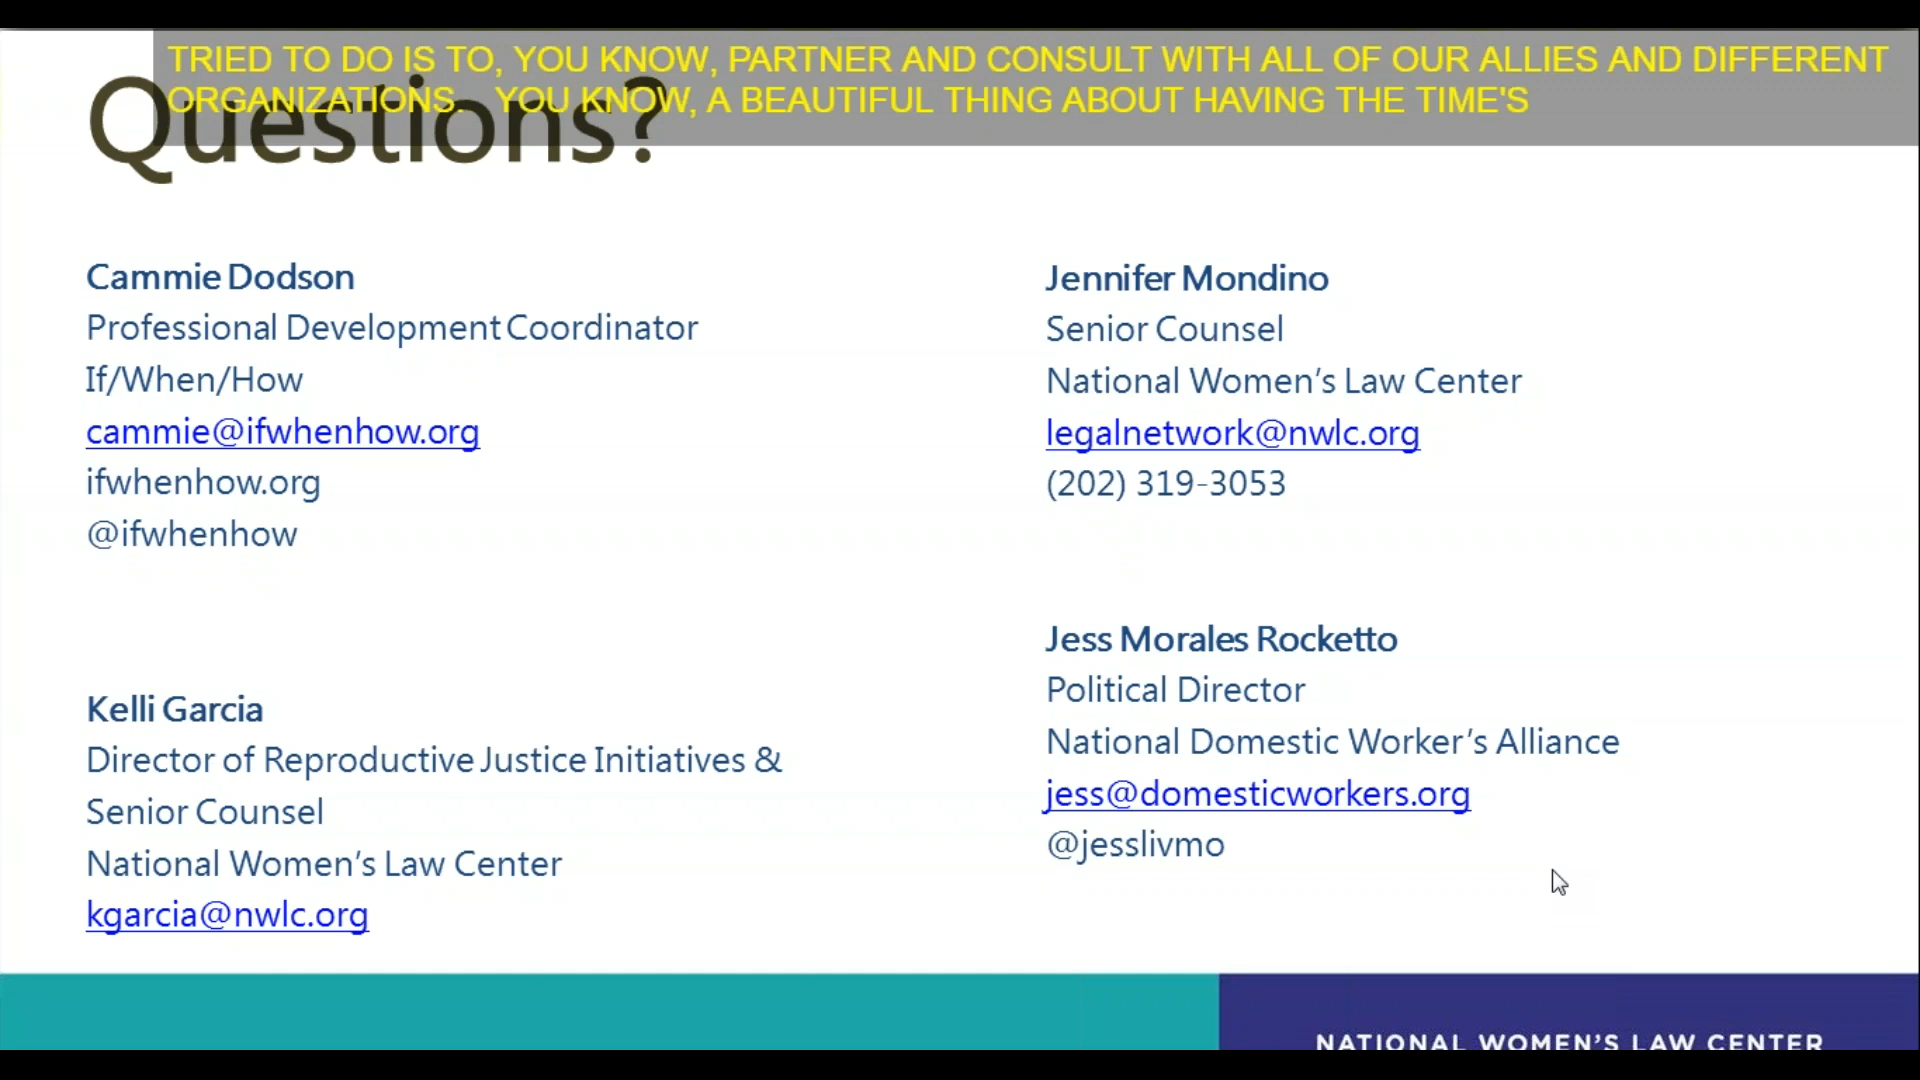 TRIED TO DO IS TO, YOU KNOW, PARTNER AND CONSULT WITH ALL OF OUR ALLIES AND DIFFERENT
ORGANIZATIONS. YOU KNOW, A BEAUTIFUL THING ABOUT HAVING THE TIME'S
Questions?
Cammie Dodson
Professional Development Coordinator
If/When/How
cammie@ifwhenhow.org
ifwhenhow.org
@ifwhenhow
Kelli Garcia
Director of Reproductive Justice Initiatives &
Senior Counsel
National Women’s Law Center
kgarcia@nwlc.org
Jennifer Mondino
Senior Counsel
National Women’s Law Center
legalnetwork@nwlc.org
(202) 319-3053
Jess Morales Rocketto
Political Director
National Domestic Worker’s Alliance
jess@domesticworkers.org
@jesslivmo
NATIONAL WOMEN’S LAW CENTER